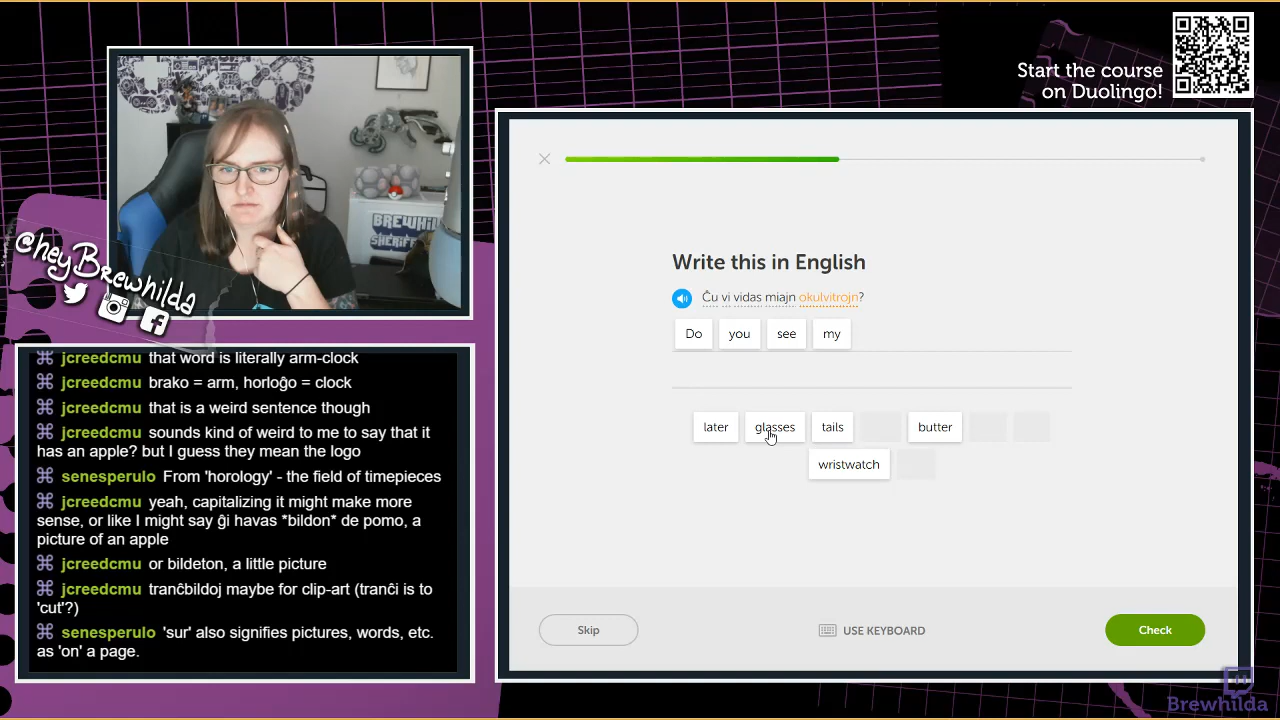 Start the course
on Duolingo!
BREWHIL
SHERIFF
@heyBrewhilda
Write this in English
Ĉu vi vidas miajn okulvitrojn?
Do you see my
later glasses tails butter
wristwatch
Skip
USE KEYBOARD
Check
jcreedcmu that word is literally arm-clock
jcreedcmu brako = arm, horloĝo = clock
jcreedcmu that is a weird sentence though
jcreedcmu sounds kind of weird to me to say that it
has an apple? but I guess they mean the logo
senesperulo From 'horology' - the field of timepieces
jcreedcmu yeah, capitalizing it might make more
sense, or like I might say ĝi havas *bildon* de pomo, a
picture of an apple
jcreedcmu or bildeton, a little picture
jcreedcmu tranĉbildoj maybe for clip-art (tranĉi is to
'cut'?)
senesperulo 'sur' also signifies pictures, words, etc.
as 'on' a page.
Brewhilda